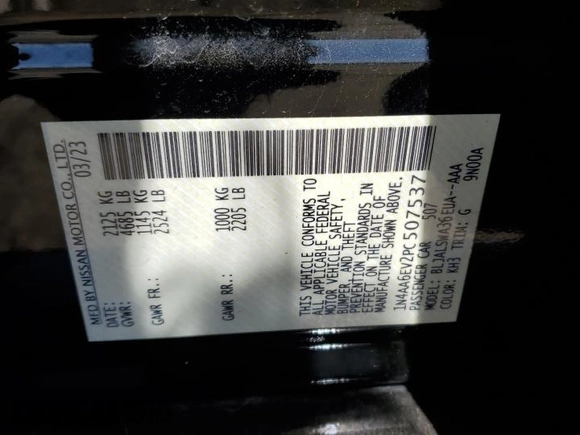 MFD BY NISSAN MOTOR CO., LTD.
DATE: 03/23
GVWR: 2125 KG
4685 LB
GAWR FR.: 1145 KG
2524 LB
GAWR RR.: 1000 KG
2205 LB
THIS VEHICLE CONFORMS TO
ALL APPLICABLE FEDERAL
MOTOR VEHICLE SAFETY,
BUMPER, AND THEFT
PREVENTION STANDARDS IN
EFFECT ON THE DATE OF
MANUFACTURE SHOWN ABOVE.
1N4AA6EV2PC507537
PASSENGER CAR 507
MODEL: BLJALSWA36EUA--AAA
COLOR: KH3 TRIM: G 9N00A